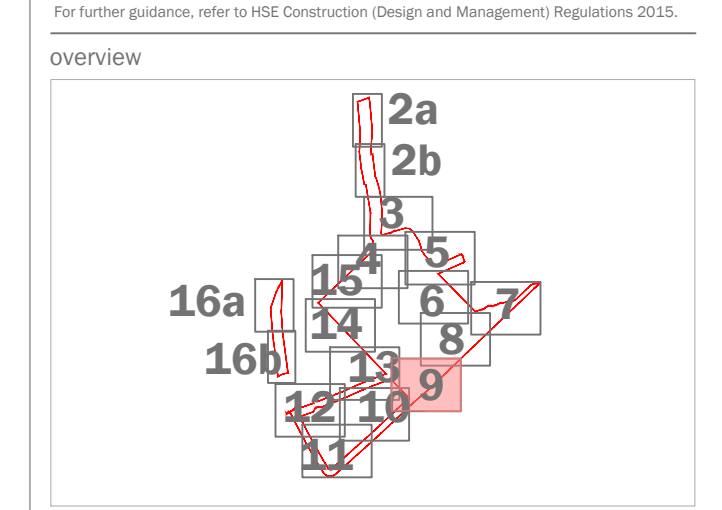 For further guidance, refer to HSE Construction (Design and Management) Regulations 2015.
overview
2a
2b
3
4
5
15
6
16a
7
14
8
16b
13
9
12
10
11